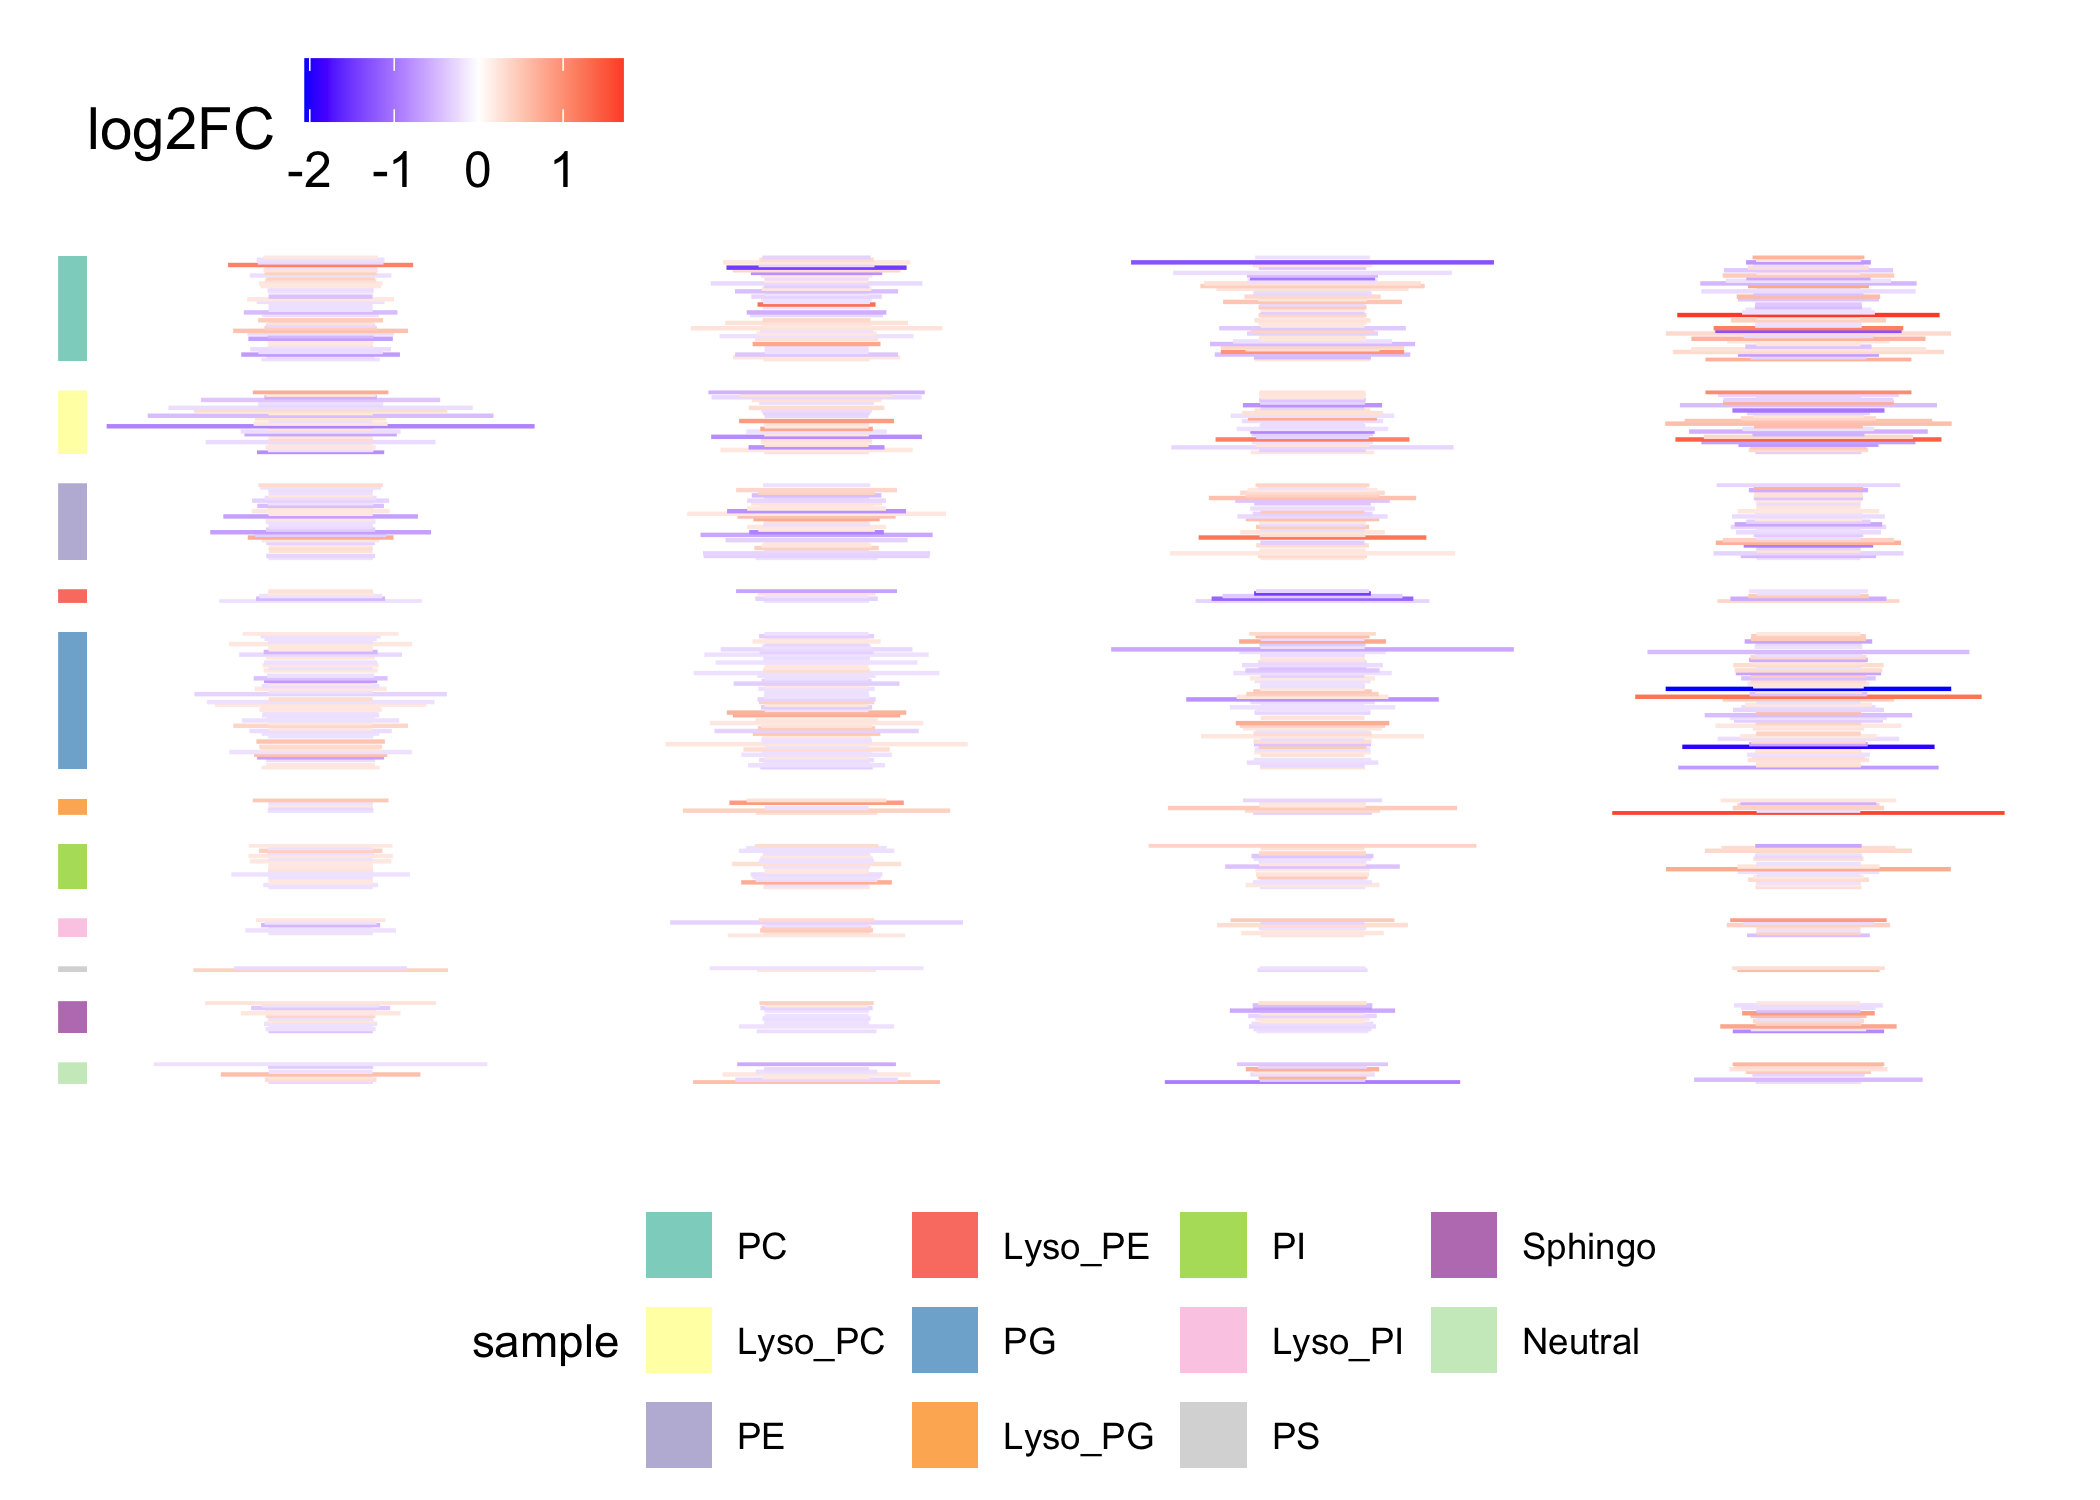 log2FC
-2 -1 0 1
PC Lyso_PE PI Sphingo
sample Lyso_PC PG Lyso_PI Neutral
PE Lyso_PG PS